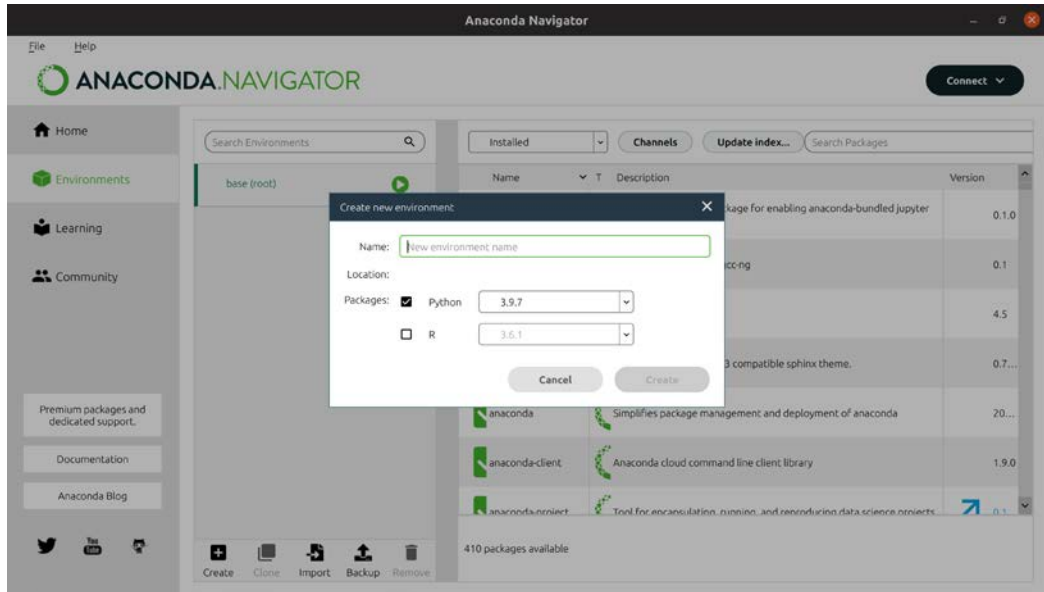 Anaconda Navigator
File Help
ANACONDA.NAVIGATOR
Connect
Home
Environments
Learning
Community
Premium packages and
dedicated support.
Documentation
Anaconda Blog
You
Tube
Search Environments
base (root)
Create Clone Import Backup Remove
Installed Channels Update index... Search Packages
Name T Description Version
kage for enabling anaconda-bundled jupyter 0.1.0
cc-ng 0.1
4.5
3 compatible sphinx theme. 0.7...
anaconda Simplifies package management and deployment of anaconda 20...
anaconda-client Anaconda cloud command line client library 1.9.0
anaconda-project Tool for encapsulating, running, and reproducing data science projects 0.1
410 packages available
Create new environment
Name: New environment name
Location:
Packages: Python 3.9.7
R 3.6.1
Cancel Create